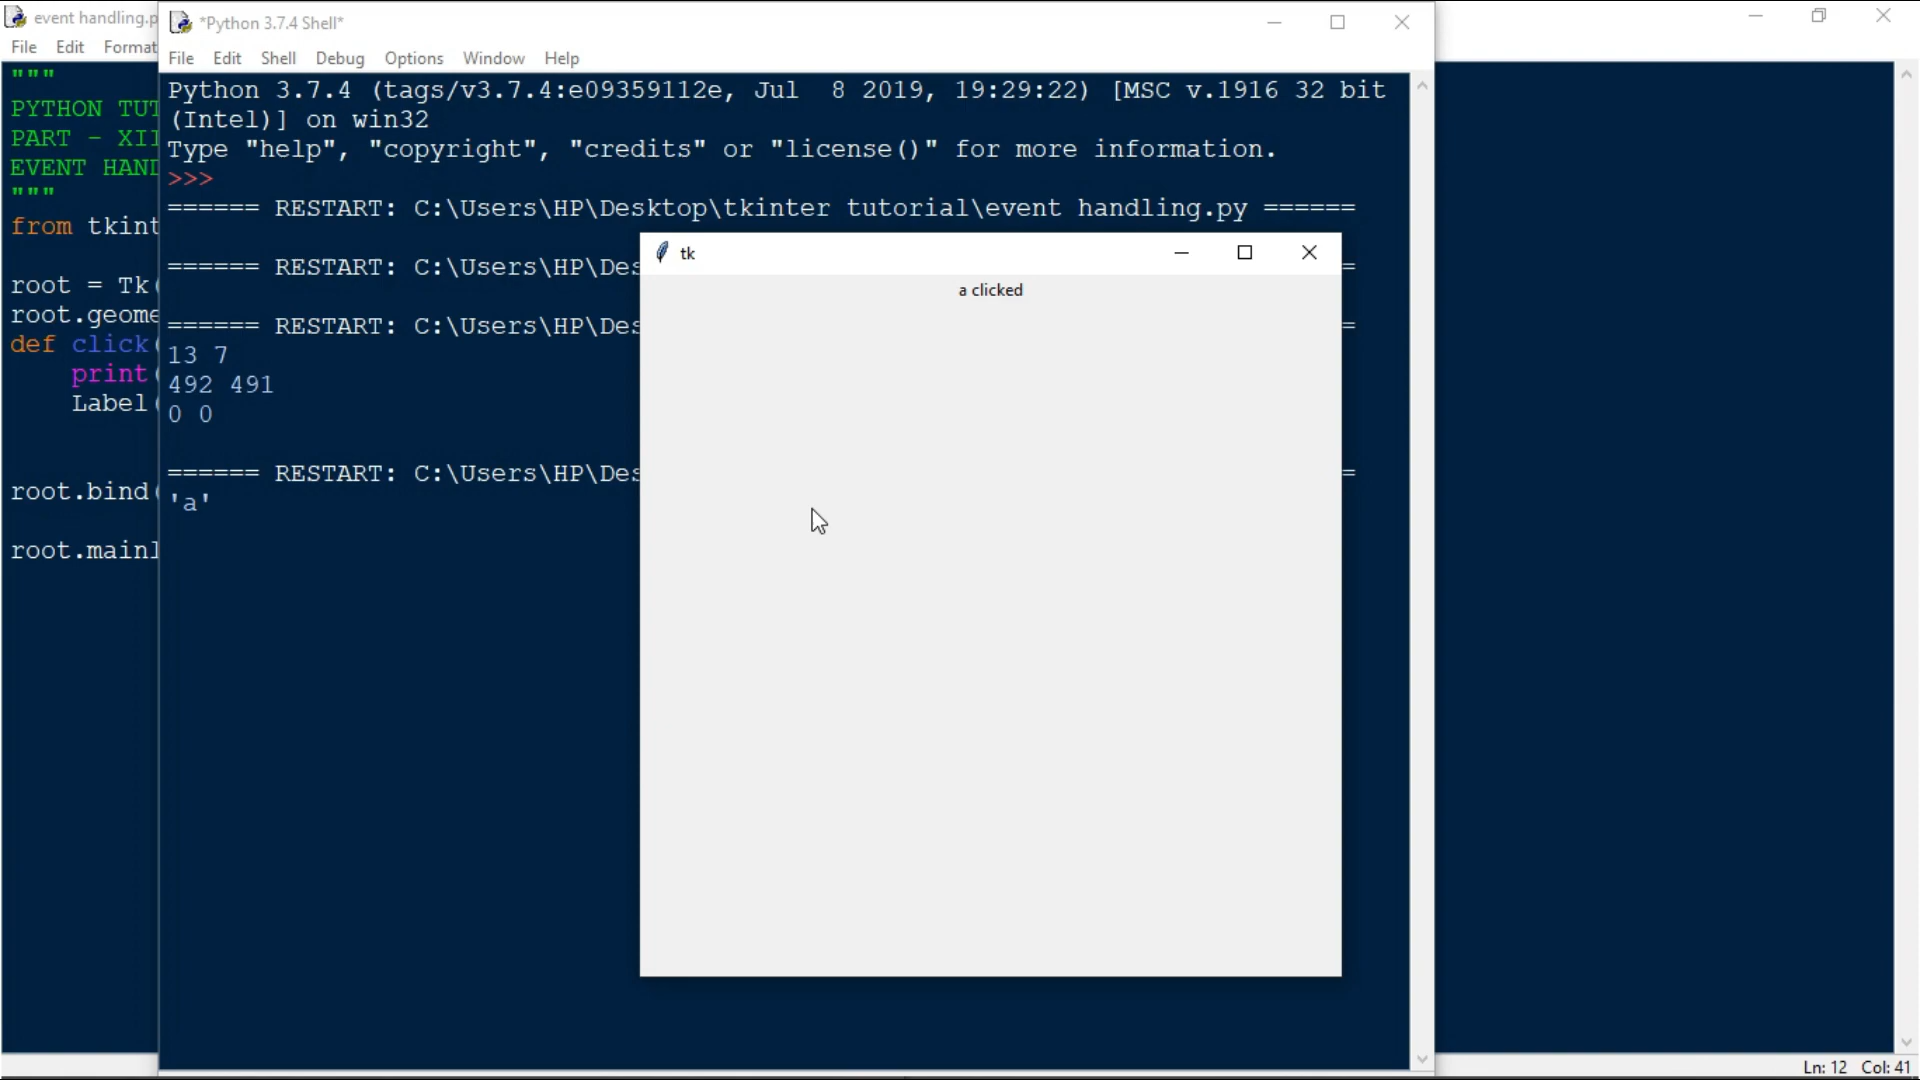 event handling.p
File Edit Format
"""
PYTHON TUT
PART - XII
EVENT HAND
"""
from tkint
root = Tk(
root.geome
def click(
print(
Label(
root.bind(
root.mainl
*Python 3.7.4 Shell*
File Edit Shell Debug Options Window Help
Python 3.7.4 (tags/v3.7.4:e09359112e, Jul  8 2019, 19:29:22) [MSC v.1916 32 bit
(Intel)] on win32
Type "help", "copyright", "credits" or "license()" for more information.
>>>
====== RESTART: C:\Users\HP\Desktop\tkinter tutorial\event handling.py ======
====== RESTART: C:\Users\HP\Des =
====== RESTART: C:\Users\HP\Des =
13 7
492 491
0 0
====== RESTART: C:\Users\HP\Des =
'a'
tk
a clicked
Ln: 12 Col: 41